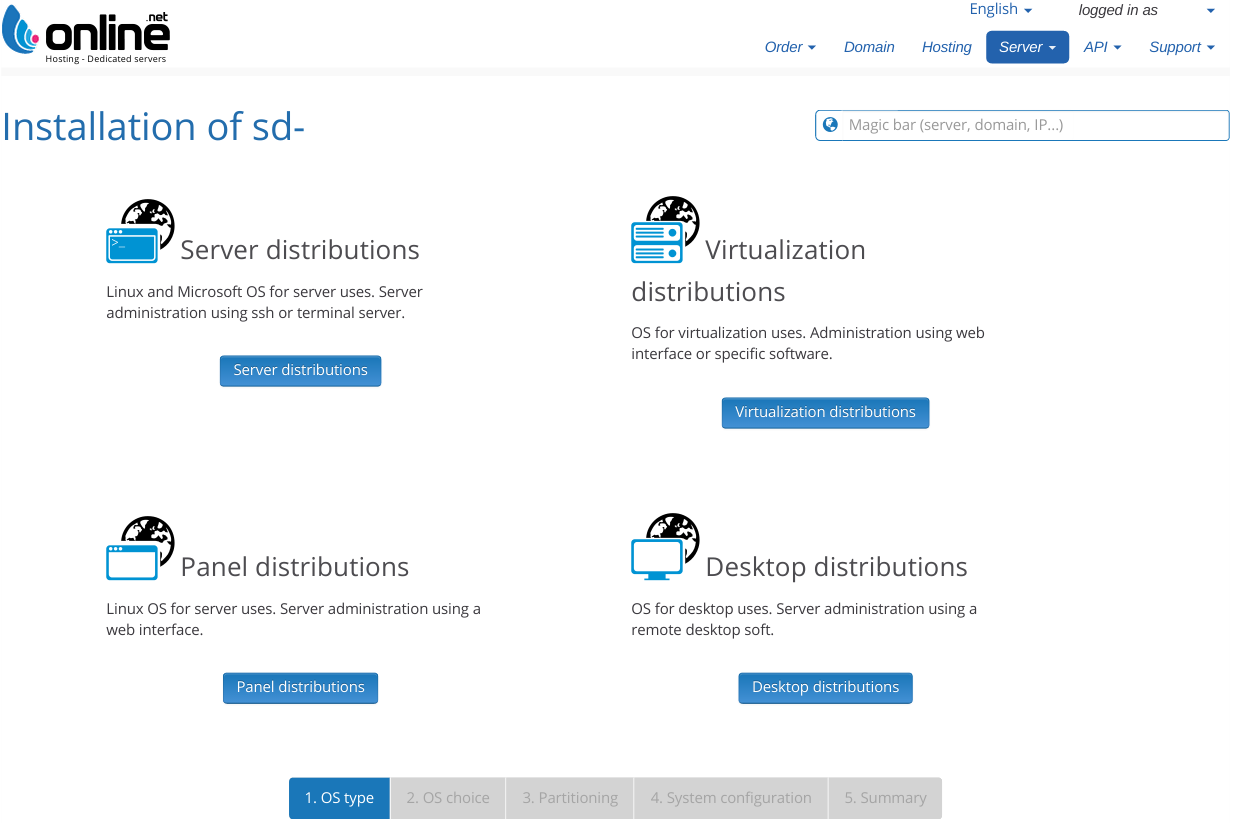 online.net
Hosting - Dedicated servers
English
logged in as
Order
Domain
Hosting
Server
API
Support
Installation of sd-
Magic bar (server, domain, IP...)
>_
Server distributions
Linux and Microsoft OS for server uses. Server
administration using ssh or terminal server.
Server distributions
Virtualization
distributions
OS for virtualization uses. Administration using web
interface or specific software.
Virtualization distributions
Panel distributions
Linux OS for server uses. Server administration using a
web interface.
Panel distributions
Desktop distributions
OS for desktop uses. Server administration using a
remote desktop soft.
Desktop distributions
1. OS type
2. OS choice
3. Partitioning
4. System configuration
5. Summary